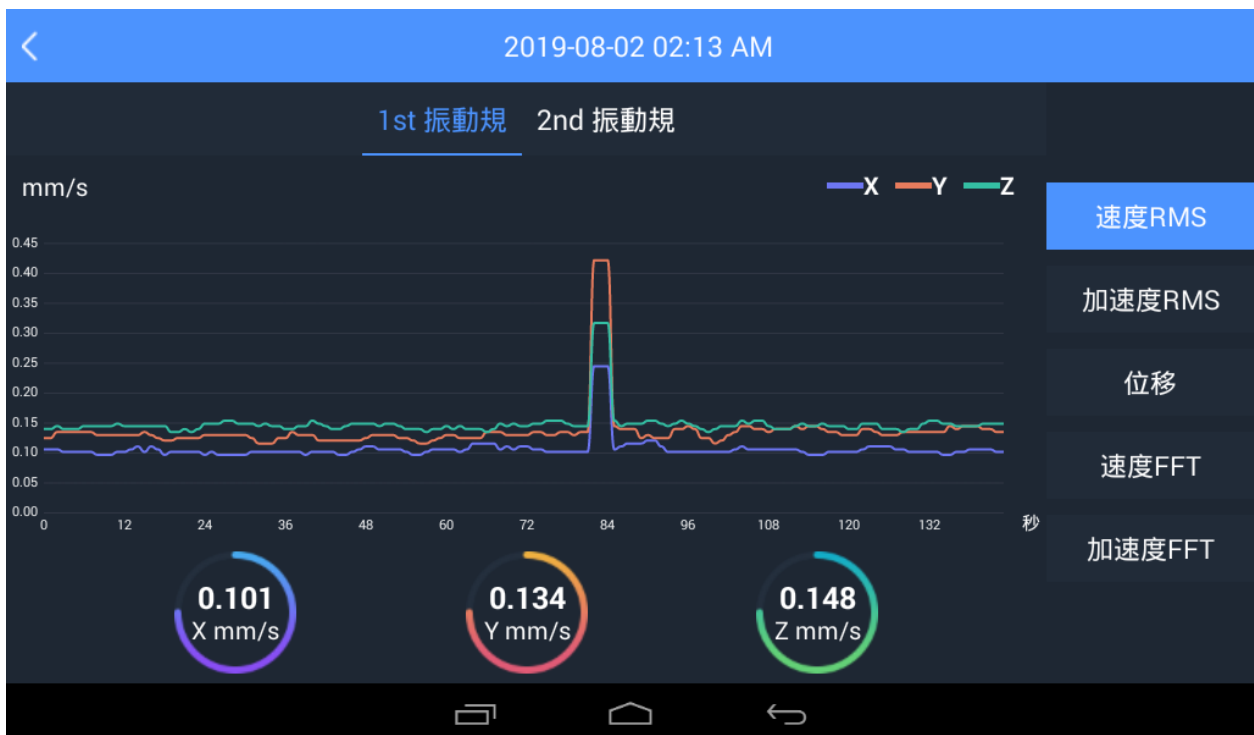 2019-08-02 02:13 AM
1st 振動規 2nd 振動規
mm/s
X Y Z
0.45
0.40
0.35
0.30
0.25
0.20
0.15
0.10
0.05
0.00
0 12 24 36 48 60 72 84 96 108 120 132 秒
0.101
X mm/s
0.134
Y mm/s
0.148
Z mm/s
速度RMS
加速度RMS
位移
速度FFT
加速度FFT